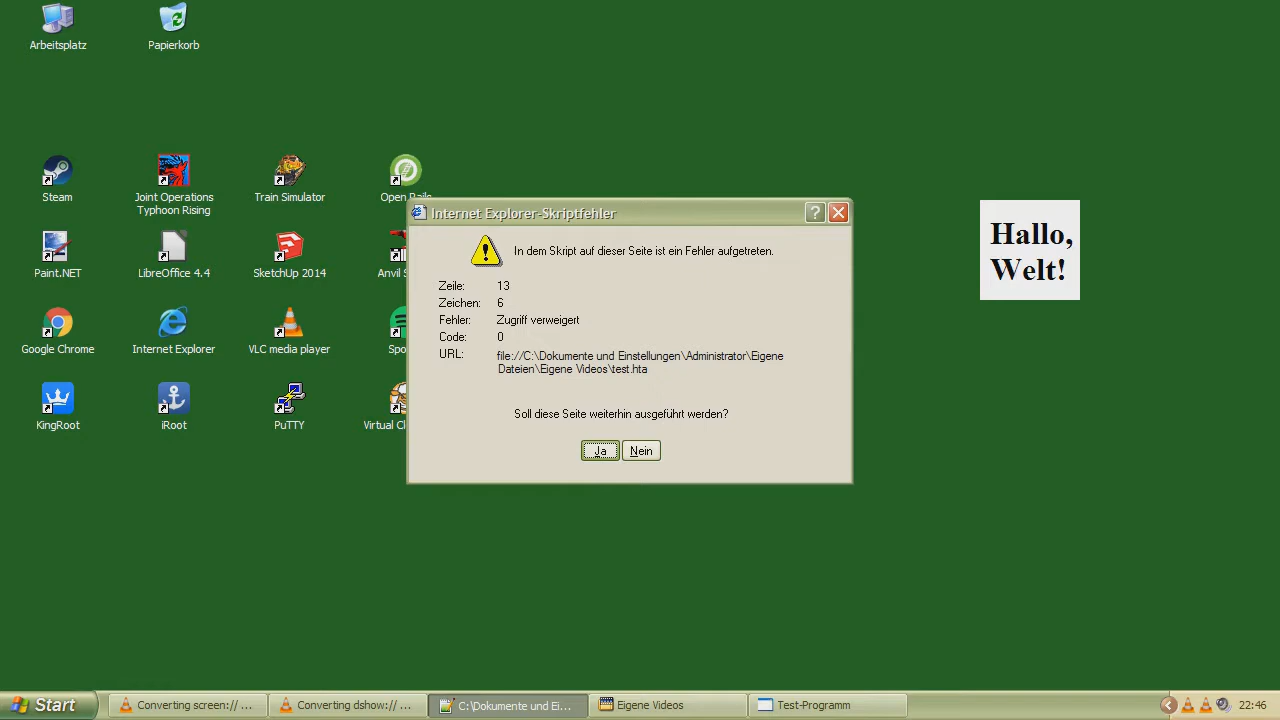 Arbeitsplatz
Papierkorb
Steam
Joint Operations
Typhoon Rising
Train Simulator
Open Rails
Paint.NET
LibreOffice 4.4
SketchUp 2014
Anvil S
Google Chrome
Internet Explorer
VLC media player
Spo
KingRoot
iRoot
PuTTY
Virtual Cl
Internet Explorer-Skriptfehler
In dem Skript auf dieser Seite ist ein Fehler aufgetreten.
Zeile: 13
Zeichen: 6
Fehler: Zugriff verweigert
Code: 0
URL: file://C:\Dokumente und Einstellungen\Administrator\Eigene
Dateien\Eigene Videos\test.hta
Soll diese Seite weiterhin ausgeführt werden?
Ja Nein
Hallo,
Welt!
Start
Converting screen:// ...
Converting dshow:// ...
C:\Dokumente und Ei...
Eigene Videos
Test-Programm
22:46